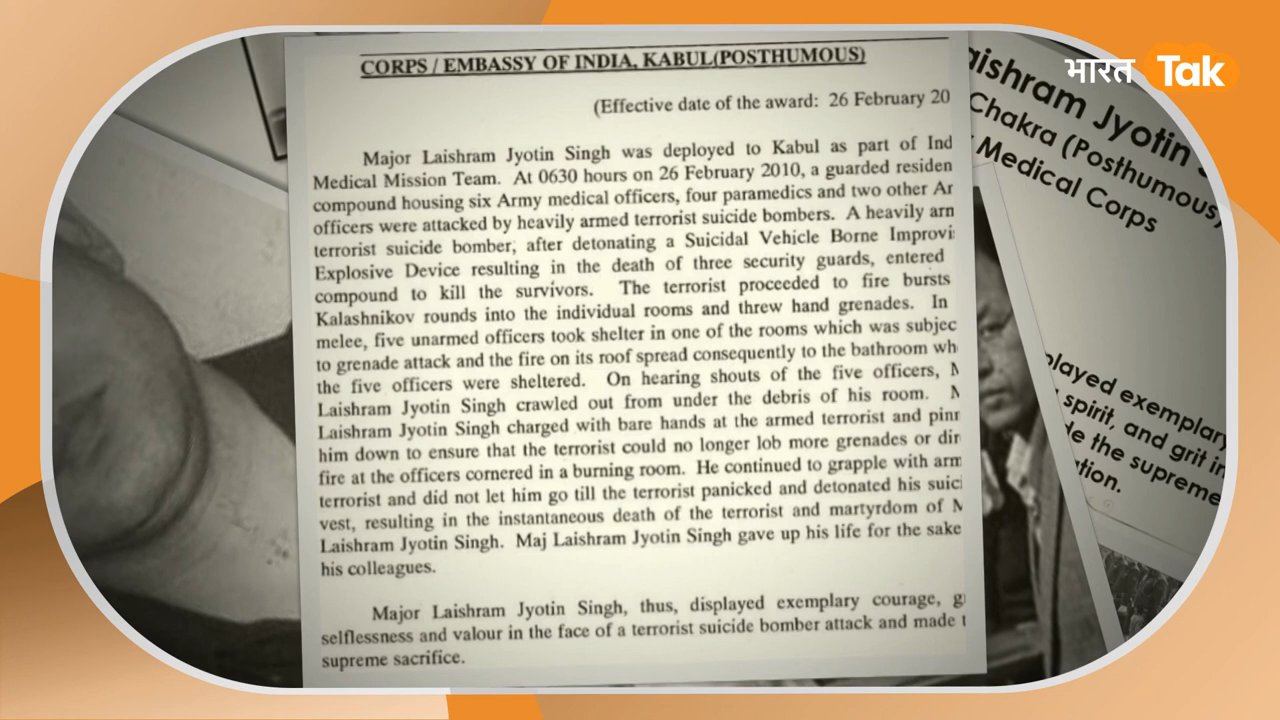 भारत Tak
CORPS / EMBASSY OF INDIA, KABUL(POSTHUMOUS)
(Effective date of the award: 26 February 20
Major Laishram Jyotin Singh was deployed to Kabul as part of Ind
Medical Mission Team. At 0630 hours on 26 February 2010, a guarded residen
compound housing six Army medical officers, four paramedics and two other Ar
officers were attacked by heavily armed terrorist suicide bombers. A heavily arn
terrorist suicide bomber, after detonating a Suicidal Vehicle Borne Improvi
Explosive Device resulting in the death of three security guards, entered
compound to kill the survivors. The terrorist proceeded to fire bursts
Kalashnikov rounds into the individual rooms and threw hand grenades. In
melee, five unarmed officers took shelter in one of the rooms which was subjec
to grenade attack and the fire on its roof spread consequently to the bathroom wh
the five officers were sheltered. On hearing shouts of the five officers, M
Laishram Jyotin Singh crawled out from under the debris of his room. M
Laishram Jyotin Singh charged with bare hands at the armed terrorist and pinn
him down to ensure that the terrorist could no longer lob more grenades or dir
fire at the officers cornered in a burning room. He continued to grapple with arm
terrorist and did not let him go till the terrorist panicked and detonated his suici
vest, resulting in the instantaneous death of the terrorist and martyrdom of M
Laishram Jyotin Singh. Maj Laishram Jyotin Singh gave up his life for the sake
his colleagues.
Major Laishram Jyotin Singh, thus, displayed exemplary courage, g
selflessness and valour in the face of a terrorist suicide bomber attack and made t
supreme sacrifice.
aishram Jyotin
Chakra (Posthumous)
Medical Corps
played exemplary
spirit, and grit in
de the supreme
ation.